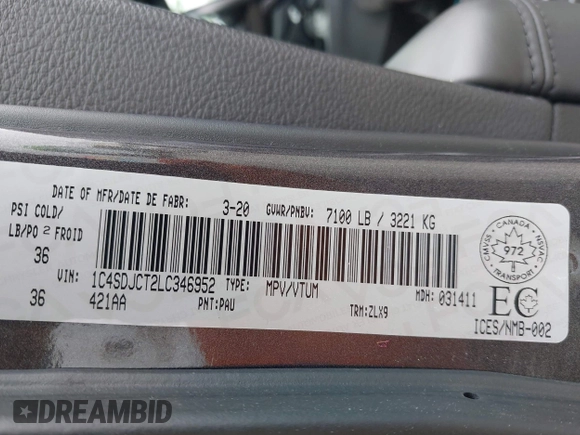 DATE OF MFR/DATE DE FABR: 3-20 GVWR/PNBV: 7100 LB / 3221 KG
PSI COLD/
LB/PO 2 FROID
36
VIN: 1C4SDJCT2LC346952 TYPE: MPV/VTUM MDH: 031411
36 421AA PNT: PAU TRM: ZLX9
CANADA
CMVSS NSVAC
972
TRANSPORT
EC
ICES/NMB-002
DREAMBID